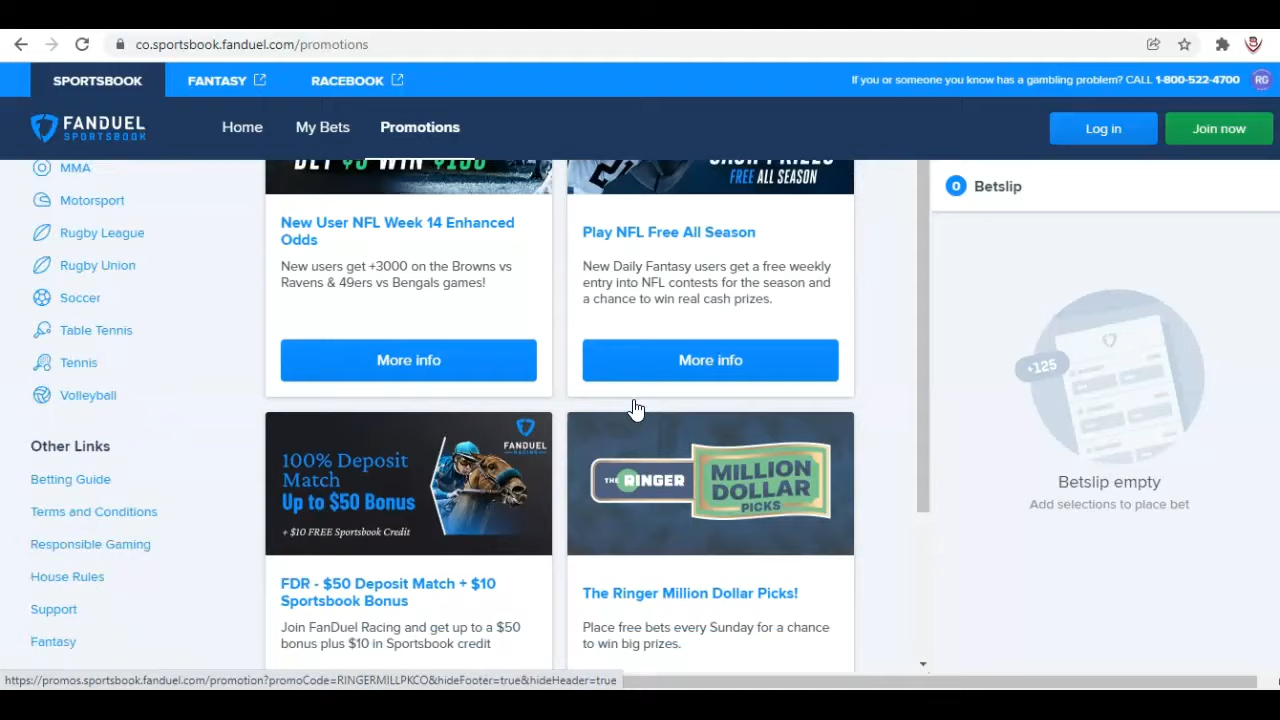 co.sportsbook.fanduel.com/promotions
SPORTSBOOK
FANTASY
RACEBOOK
If you or someone you know has a gambling problem? CALL 1-800-522-4700
RG
FANDUEL
SPORTSBOOK
Home
My Bets
Promotions
Log in
Join now
MMA
Motorsport
Rugby League
Rugby Union
Soccer
Table Tennis
Tennis
Volleyball
Other Links
Betting Guide
Terms and Conditions
Responsible Gaming
House Rules
Support
Fantasy
BET $5 WIN $150
New User NFL Week 14 Enhanced
Odds
New users get +3000 on the Browns vs
Ravens & 49ers vs Bengals games!
More info
CASH PRIZES
FREE ALL SEASON
Play NFL Free All Season
New Daily Fantasy users get a free weekly
entry into NFL contests for the season and
a chance to win real cash prizes.
More info
FANDUEL
RACING
100% Deposit
Match
Up to $50 Bonus
+ $10 FREE Sportsbook Credit
FDR - $50 Deposit Match + $10
Sportsbook Bonus
Join FanDuel Racing and get up to a $50
bonus plus $10 in Sportsbook credit
THE RINGER
MILLION
DOLLAR
PICKS
The Ringer Million Dollar Picks!
Place free bets every Sunday for a chance
to win big prizes.
0 Betslip
+125
Betslip empty
Add selections to place bet
https://promos.sportsbook.fanduel.com/promotion?promoCode=RINGERMILLPKCO&hideFooter=true&hideHeader=true